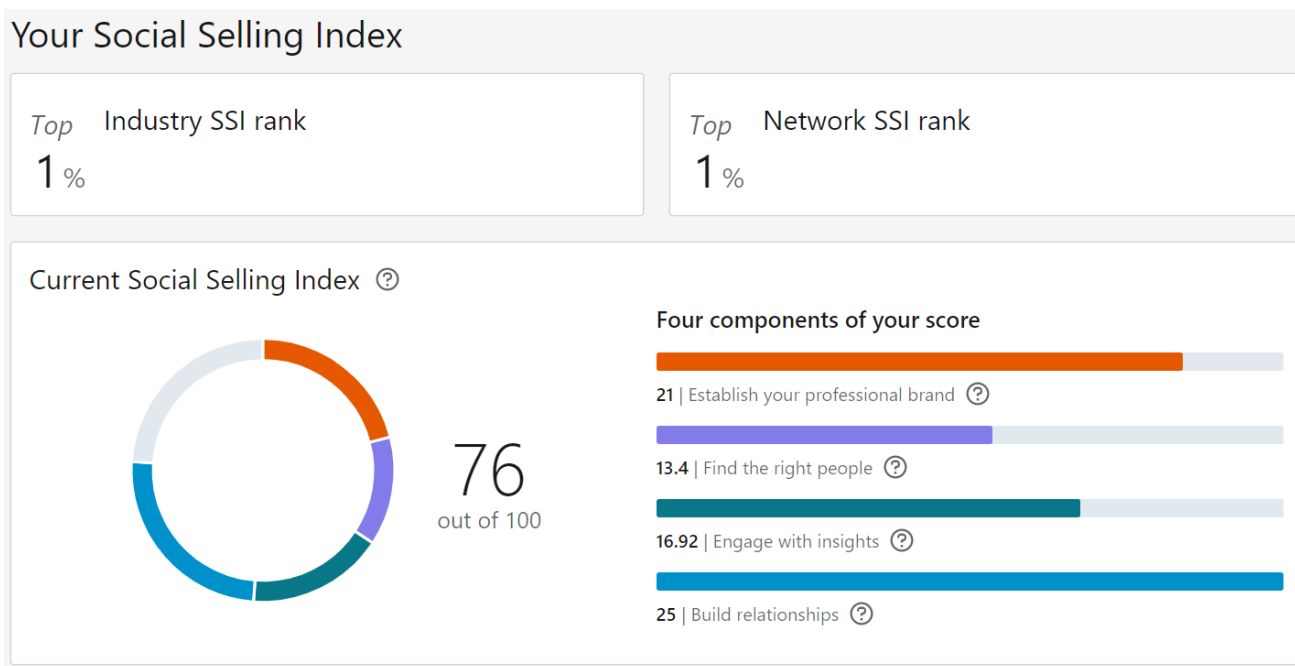 Your Social Selling Index
Top Industry SSI rank
1 %
Top Network SSI rank
1 %
Current Social Selling Index ?
76
out of 100
Four components of your score
21 | Establish your professional brand ?
13.4 | Find the right people ?
16.92 | Engage with insights ?
25 | Build relationships ?